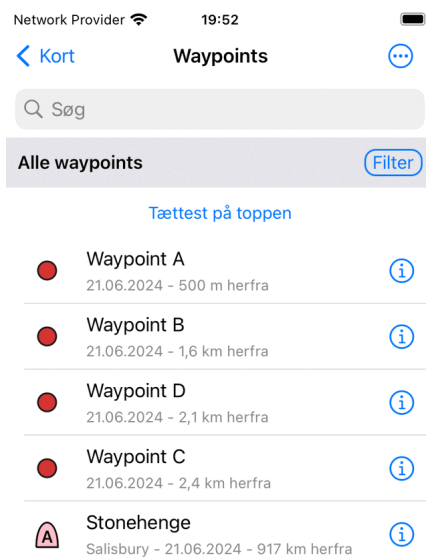 Network Provider 19:52
Kort Waypoints
Søg
Alle waypoints Filter
Tættest på toppen
Waypoint A
21.06.2024 - 500 m herfra
Waypoint B
21.06.2024 - 1,6 km herfra
Waypoint D
21.06.2024 - 2,1 km herfra
Waypoint C
21.06.2024 - 2,4 km herfra
A Stonehenge
Salisbury - 21.06.2024 - 917 km herfra